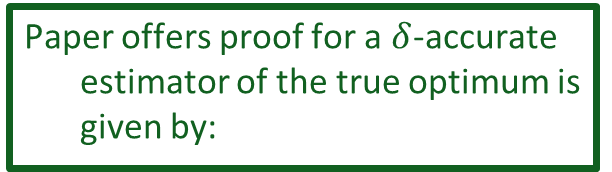 Paper offers proof for a δ-accurate
estimator of the true optimum is
given by: